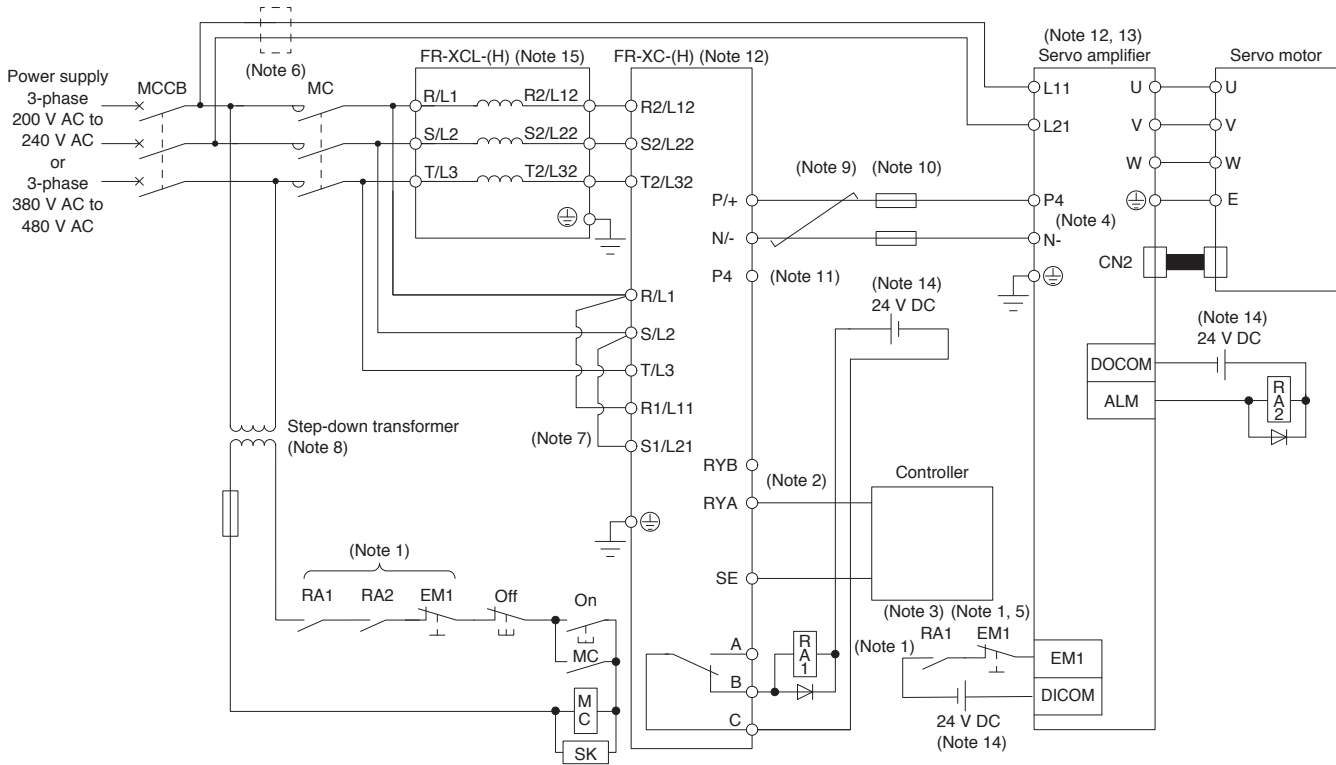 (Note 12, 13)
FR-XCL-(H) (Note 15)
FR-XC-(H) (Note 12)
Servo amplifier
Servo motor
(Note 6)
Power supply
3-phase
200 V AC to
240 V AC
or
3-phase
380 V AC to
480 V AC
MCCB
MC
R/L1
R2/L12
R2/L12
L11
U
U
S/L2
S2/L22
S2/L22
L21
V
V
T/L3
T2/L32
T2/L32
W
W
(Note 9)
(Note 10)
P/+
P4
E
(Note 4)
N/-
N-
CN2
P4
(Note 11)
R/L1
(Note 14)
24 V DC
S/L2
(Note 14)
24 V DC
T/L3
DOCOM
R1/L11
ALM
RA2
Step-down transformer
(Note 8)
(Note 7)
S1/L21
RYB
(Note 2)
Controller
RYA
(Note 1)
SE
RA1
RA2
EM1
Off
On
(Note 3)
(Note 1, 5)
MC
A
RA1
(Note 1)
RA1
EM1
EM1
B
DICOM
MC
C
24 V DC
(Note 14)
SK